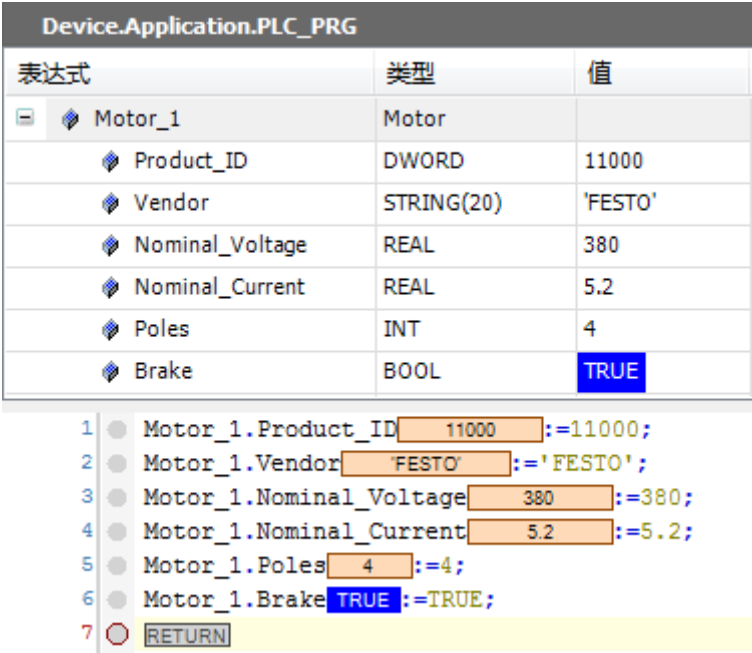 Device.Application.PLC_PRG
表达式 类型 值
Motor_1 Motor
Product_ID DWORD 11000
Vendor STRING(20) 'FESTO'
Nominal_Voltage REAL 380
Nominal_Current REAL 5.2
Poles INT 4
Brake BOOL TRUE
1 Motor_1.Product_ID 11000 :=11000;
2 Motor_1.Vendor 'FESTO' :='FESTO';
3 Motor_1.Nominal_Voltage 380 :=380;
4 Motor_1.Nominal_Current 5.2 :=5.2;
5 Motor_1.Poles 4 :=4;
6 Motor_1.Brake TRUE :=TRUE;
7 RETURN